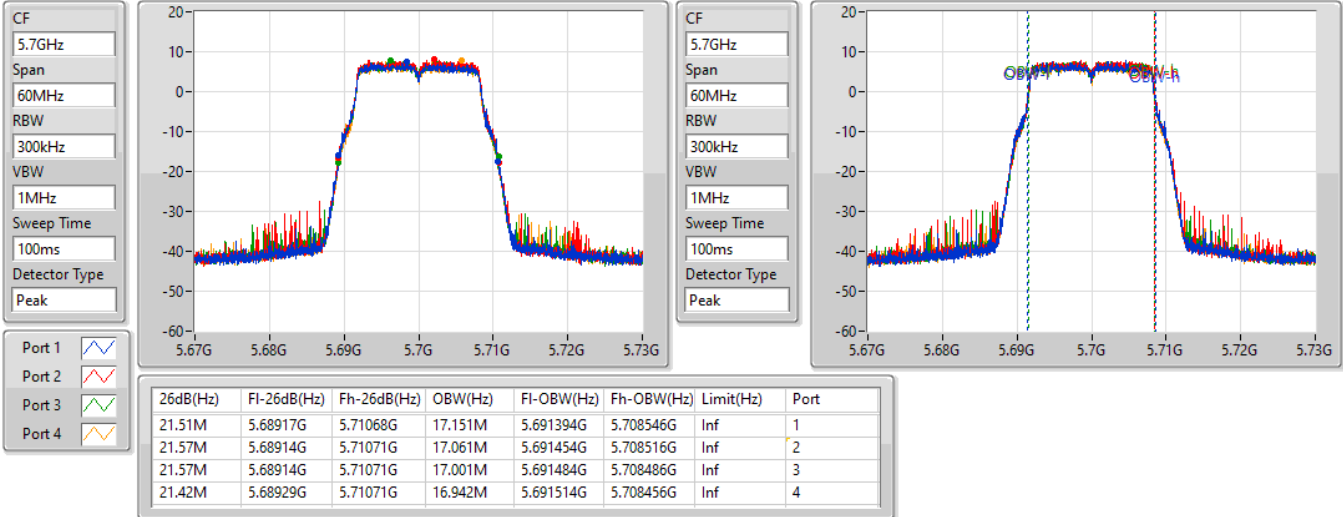 CF
5.7GHz
Span
60MHz
RBW
300kHz
VBW
1MHz
Sweep Time
100ms
Detector Type
Peak
20
10
0
-10
-20
-30
-40
-50
-60
5.67G 5.68G 5.69G 5.7G 5.71G 5.72G 5.73G
CF
5.7GHz
Span
60MHz
RBW
300kHz
VBW
1MHz
Sweep Time
100ms
Detector Type
Peak
20
10
0
-10
-20
-30
-40
-50
-60
OBW-l OBW-h
5.67G 5.68G 5.69G 5.7G 5.71G 5.72G 5.73G
Port 1
Port 2
Port 3
Port 4
26dB(Hz) Fl-26dB(Hz) Fh-26dB(Hz) OBW(Hz) Fl-OBW(Hz) Fh-OBW(Hz) Limit(Hz) Port
21.51M 5.68917G 5.71068G 17.151M 5.691394G 5.708546G Inf 1
21.57M 5.68914G 5.71071G 17.061M 5.691454G 5.708516G Inf 2
21.57M 5.68914G 5.71071G 17.001M 5.691484G 5.708486G Inf 3
21.42M 5.68929G 5.71071G 16.942M 5.691514G 5.708456G Inf 4